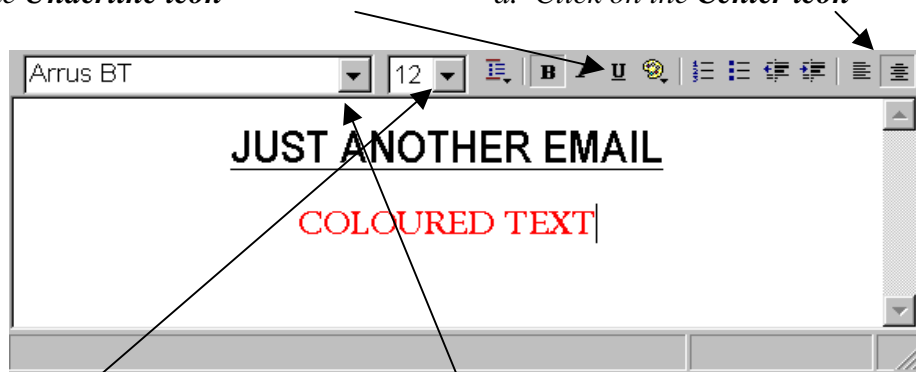 Underline icon d. Click on the Center icon
Arrus BT 12 B U
JUST ANOTHER EMAIL
COLOURED TEXT